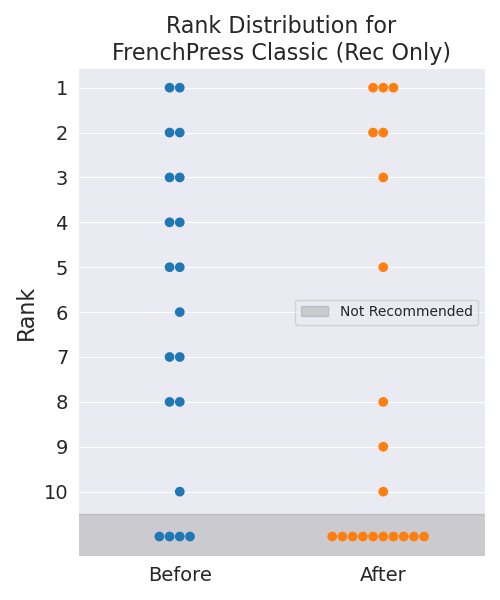 Rank Distribution for
FrenchPress Classic (Rec Only)
Rank
1
2
3
4
5
6
7
8
9
10
Not Recommended
Before
After